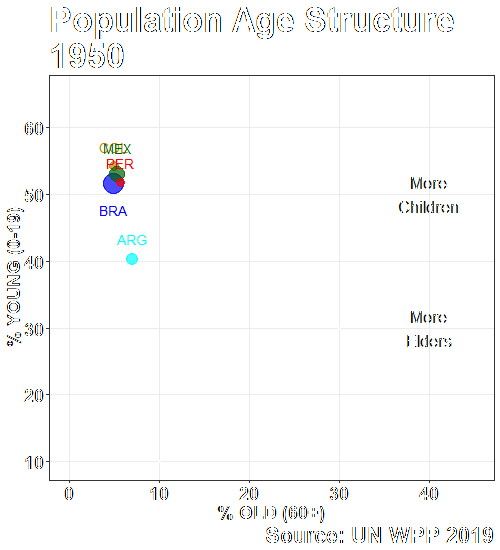 Population Age Structure
1950
60
50
40
30
20
10
% YOUNG (0-19)
MEX
PER
BRA
ARG
More
Children
More
Elders
0 10 20 30 40
% OLD (60+)
Source: UN WPP 2019